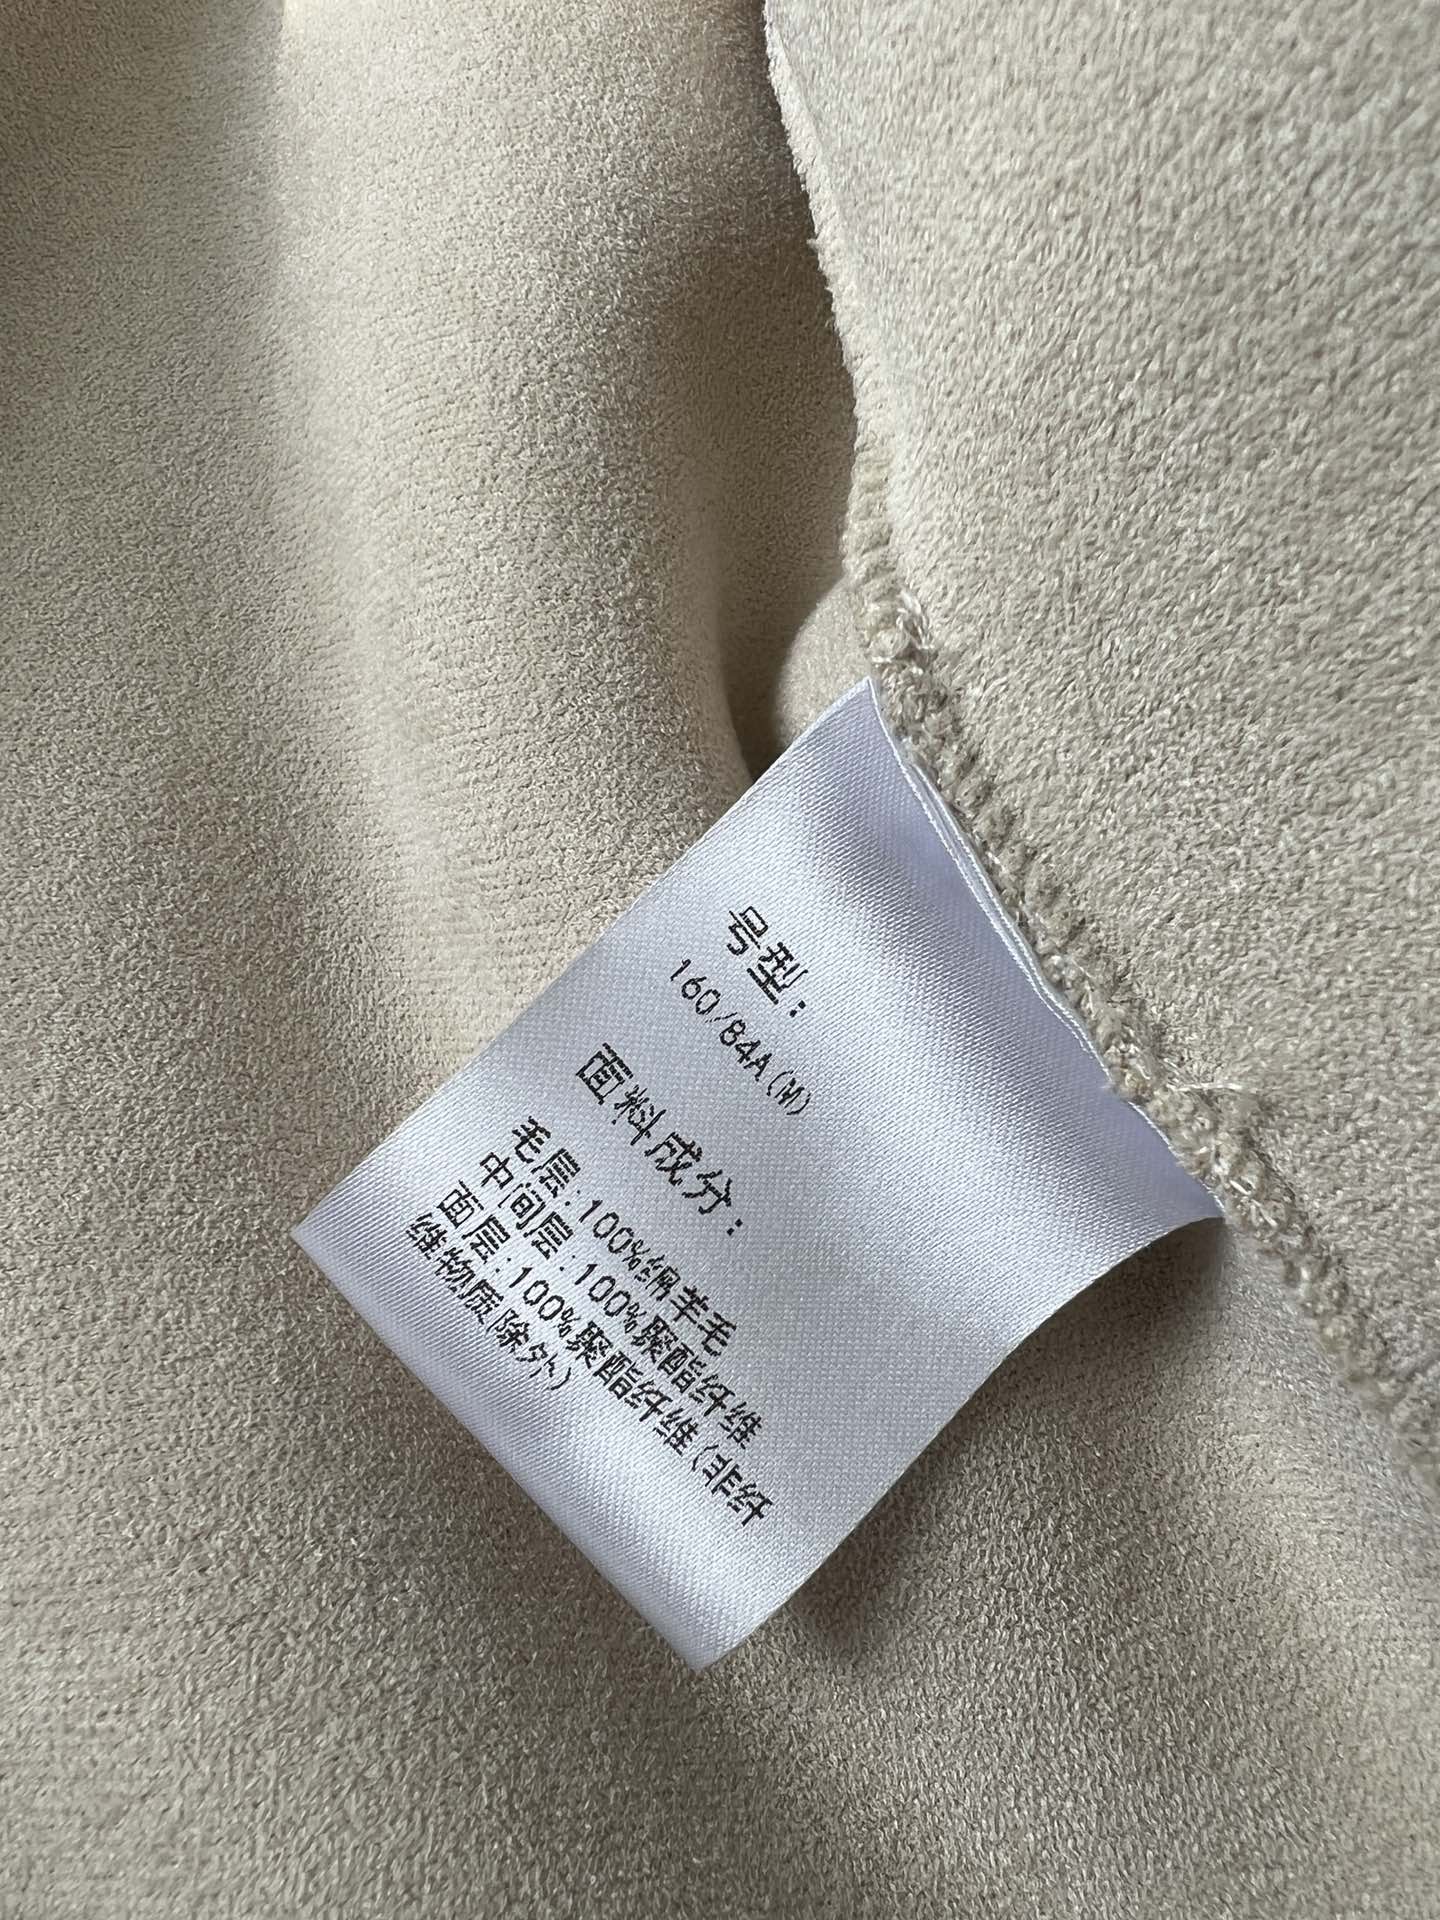 号型:
160/84A(M)
面料成分:
毛层:100%绵羊毛
中间层:100%聚酯纤维
面层:100%聚酯纤维(非纤
维物质除外)